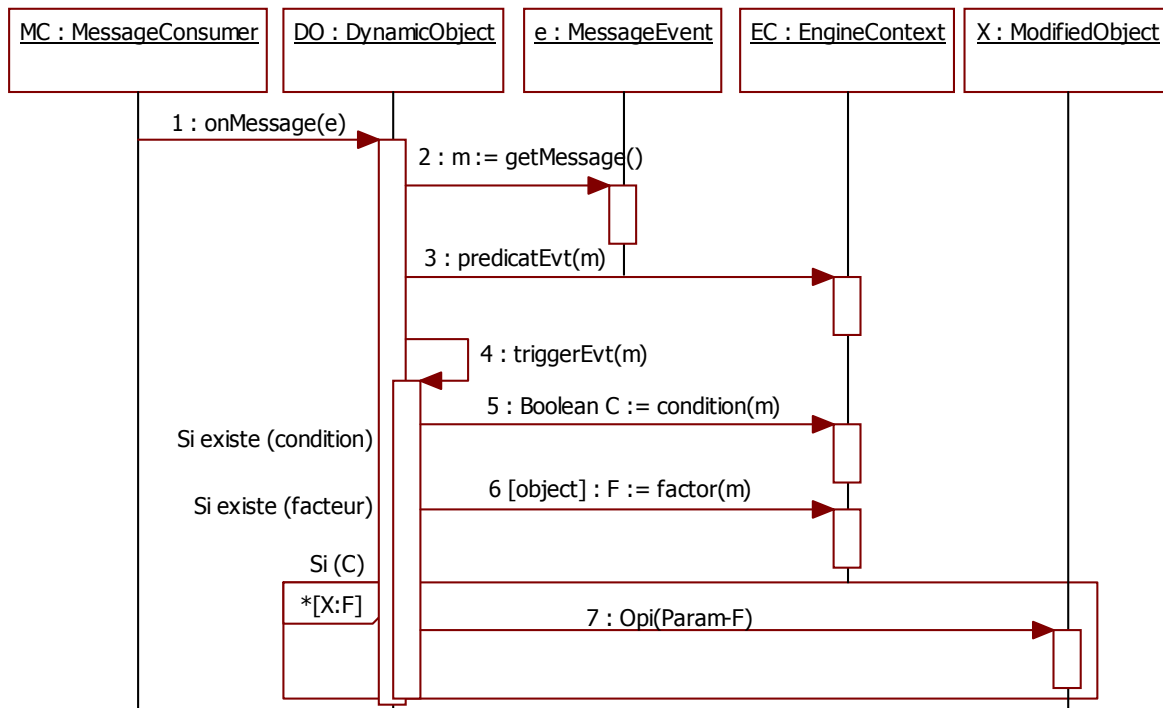 MC : MessageConsumer
DO : DynamicObject
e : MessageEvent
EC : EngineContext
X : ModifiedObject
1 : onMessage(e)
2 : m := getMessage()
3 : predicatEvt(m)
4 : triggerEvt(m)
5 : Boolean C := condition(m)
Si existe (condition)
6 [object] : F := factor(m)
Si existe (facteur)
Si (C)
*[X:F]
7 : Opi(Param-F)